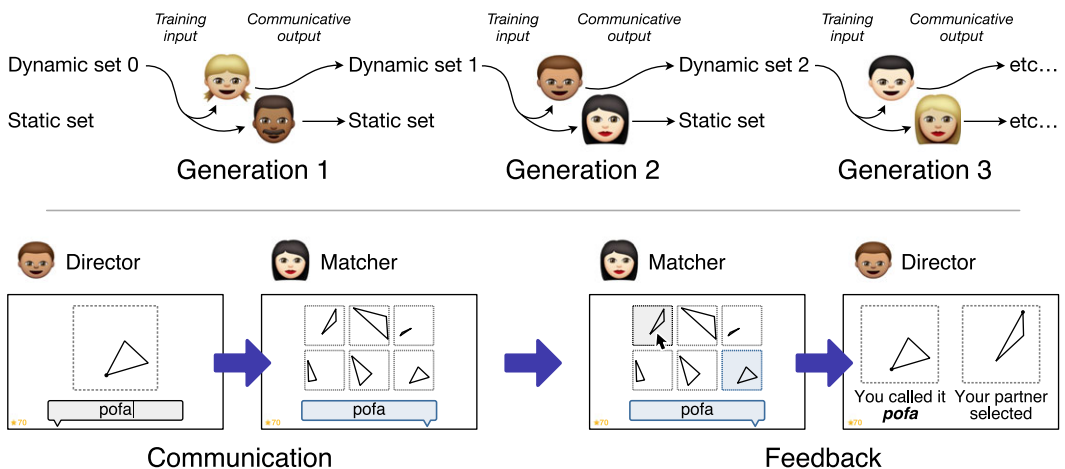 Training input
Communicative output
Training input
Communicative output
Training input
Communicative output
Dynamic set 0
Dynamic set 1
Dynamic set 2
etc...
Static set
Static set
Static set
etc...
Generation 1
Generation 2
Generation 3
Director
Matcher
Matcher
Director
pofa
pofa
pofa
You called it
pofa
Your partner
selected
★70
★70
★70
★70
Communication
Feedback